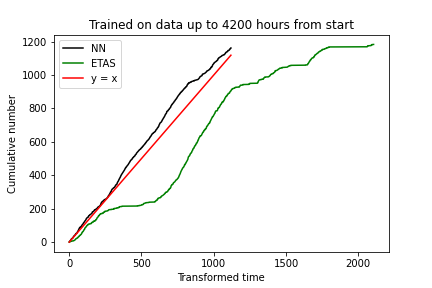 Trained on data up to 4200 hours from start
1200
1000
800
600
400
200
0
Cumulative number
NN
ETAS
y = x
0
500
1000
1500
2000
Transformed time